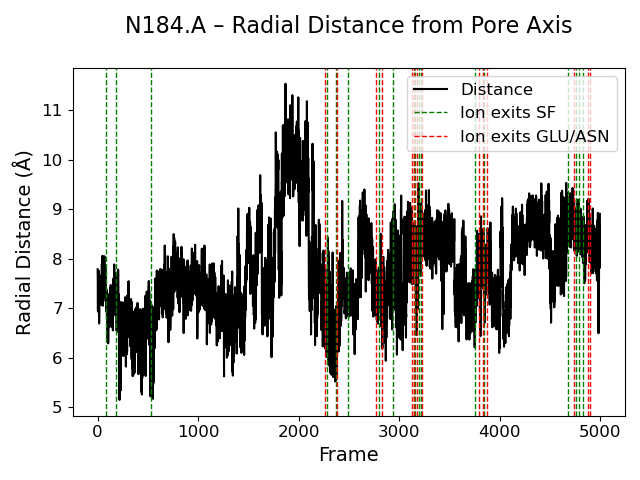 N184.A – Radial Distance from Pore Axis
Radial Distance (Å)
11
10
9
8
7
6
5
Distance
Ion exits SF
Ion exits GLU/ASN
0
1000
2000
3000
4000
5000
Frame